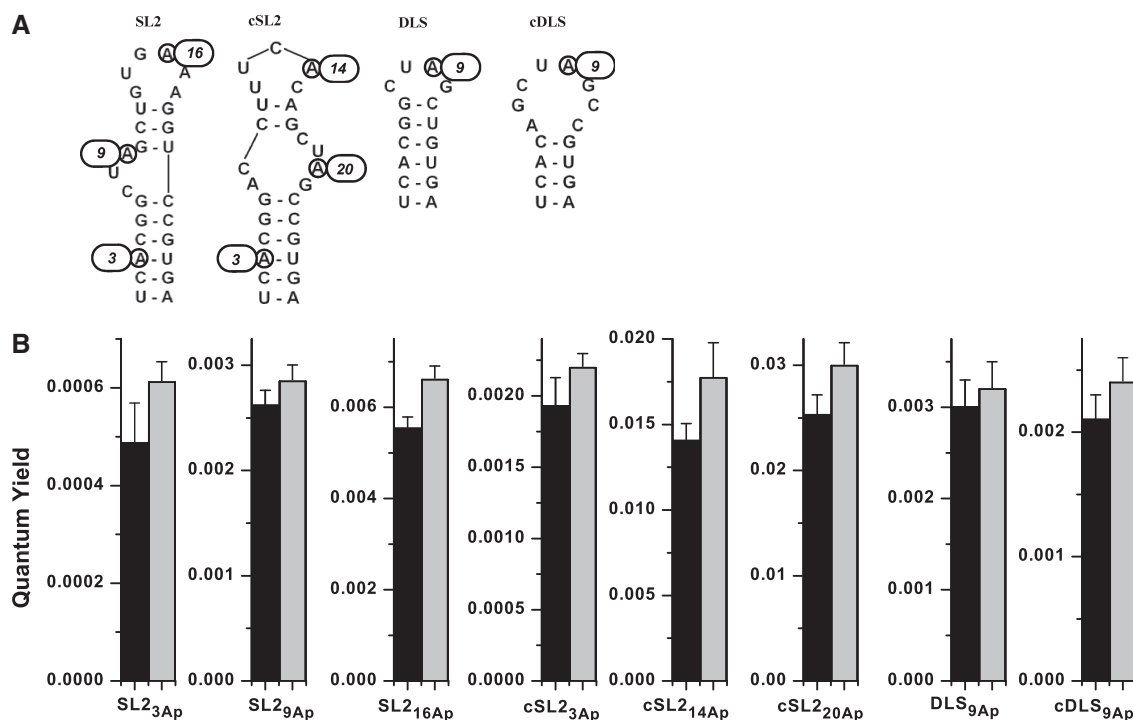 A
SL2
G A 16
U A
G A
U - G
C - G
9 A G U
U
C
G - C
G - C
C - G
3 A - U
C - G
U - A
cSL2
C
U A 14
U C
U - A
C - G
C
U
C A 20
A G
G - C
G - C
C - G
3 A - U
C - G
U - A
DLS
U A 9
C G
G - C
G - U
C - G
A - U
C - G
U - A
cDLS
U A 9
C G
G C
A C
C - G
A - U
C - G
U - A
B
Quantum Yield
0.0006
0.0004
0.0002
0.0000
SL2 3Ap
0.003
0.002
0.001
0.000
SL2 9Ap
0.006
0.004
0.002
0.000
SL2 16Ap
0.0020
0.0015
0.0010
0.0005
0.0000
cSL2 3Ap
0.020
0.015
0.010
0.005
0.000
cSL2 14Ap
0.03
0.02
0.01
0.00
cSL2 20Ap
0.003
0.002
0.001
0.000
DLS 9Ap
0.002
0.001
0.000
cDLS 9Ap